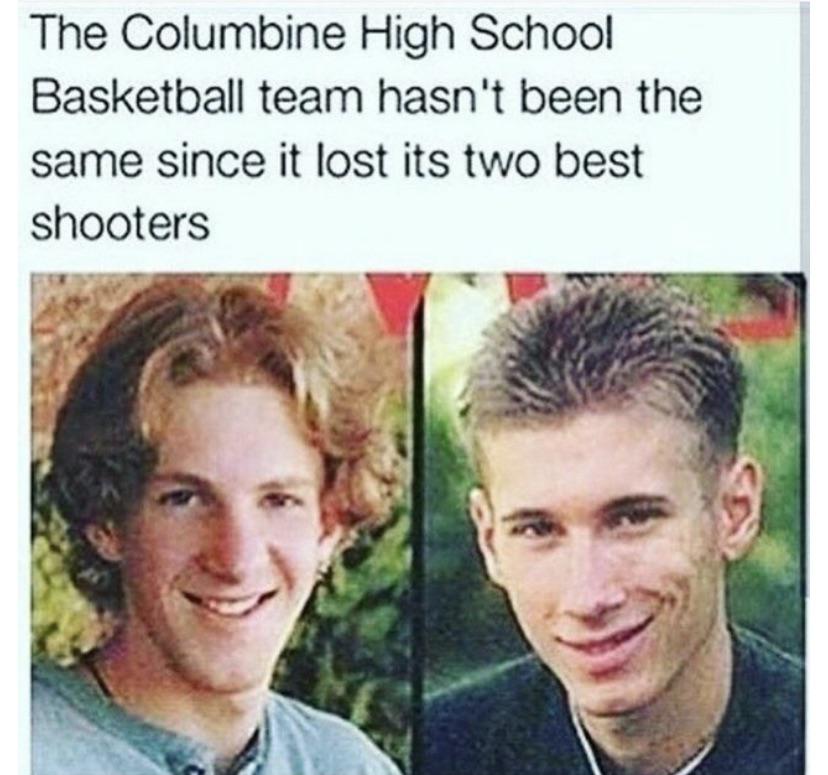 The Columbine High School
Basketball team hasn't been the
same since it lost its two best
shooters